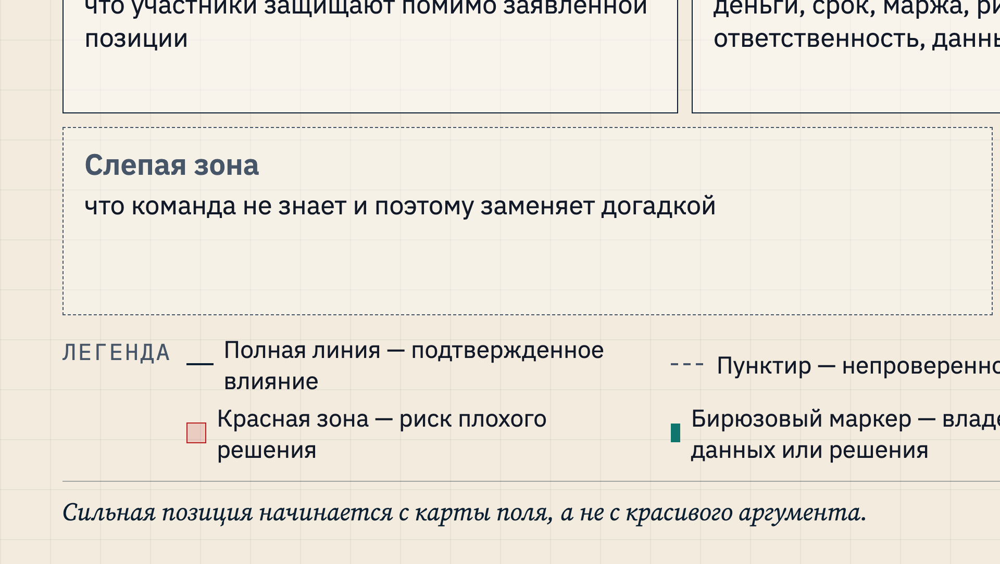 что участники защищают помимо заявленной
позиции
деньги, срок, маржа,
ответственность,
Слепая зона
что команда не знает и поэтому заменяет догадкой
ЛЕГЕНДА
Полная линия — подтвержденное
влияние
Пунктир —
Красная зона — риск плохого
решения
Бирюзовый маркер —
данных или решения
Сильная позиция начинается с карты поля, а не с красивого аргумента.